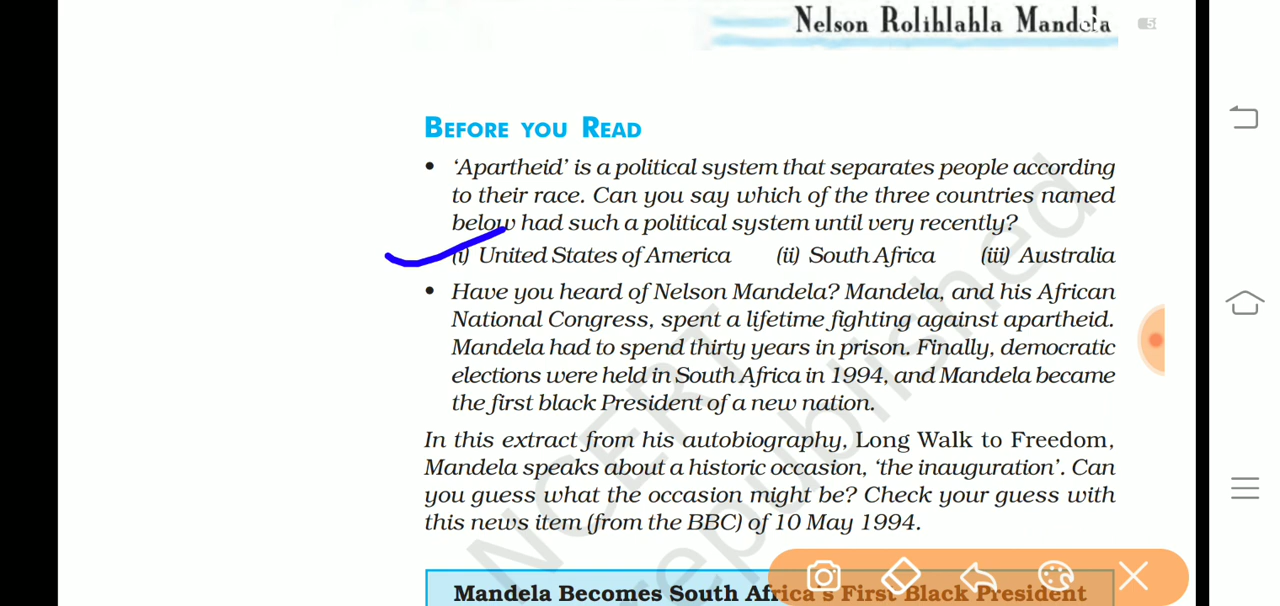 Nelson Rolihlahla Mandela
5
BEFORE YOU READ
• 'Apartheid' is a political system that separates people according
to their race. Can you say which of the three countries named
below had such a political system until very recently?
(i) United States of America (ii) South Africa (iii) Australia
• Have you heard of Nelson Mandela? Mandela, and his African
National Congress, spent a lifetime fighting against apartheid.
Mandela had to spend thirty years in prison. Finally, democratic
elections were held in South Africa in 1994, and Mandela became
the first black President of a new nation.
In this extract from his autobiography, Long Walk to Freedom,
Mandela speaks about a historic occasion, 'the inauguration'. Can
you guess what the occasion might be? Check your guess with
this news item (from the BBC) of 10 May 1994.
Mandela Becomes South Africa's First Black President
NCERT
republished